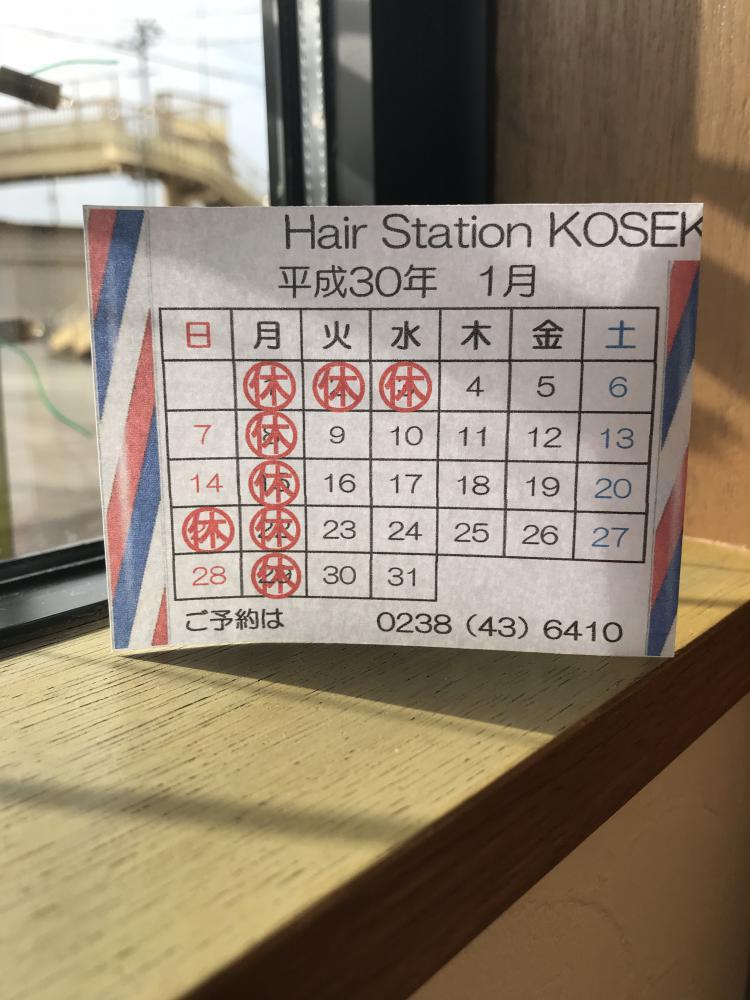 Hair Station KOSEK
平成30年 1月
日 月 火 水 木 金 土
休 休 休 4 5 6
7 休 9 10 11 12 13
14 休 16 17 18 19 20
休 休 23 24 25 26 27
28 休 30 31
ご予約は 0238（43）6410